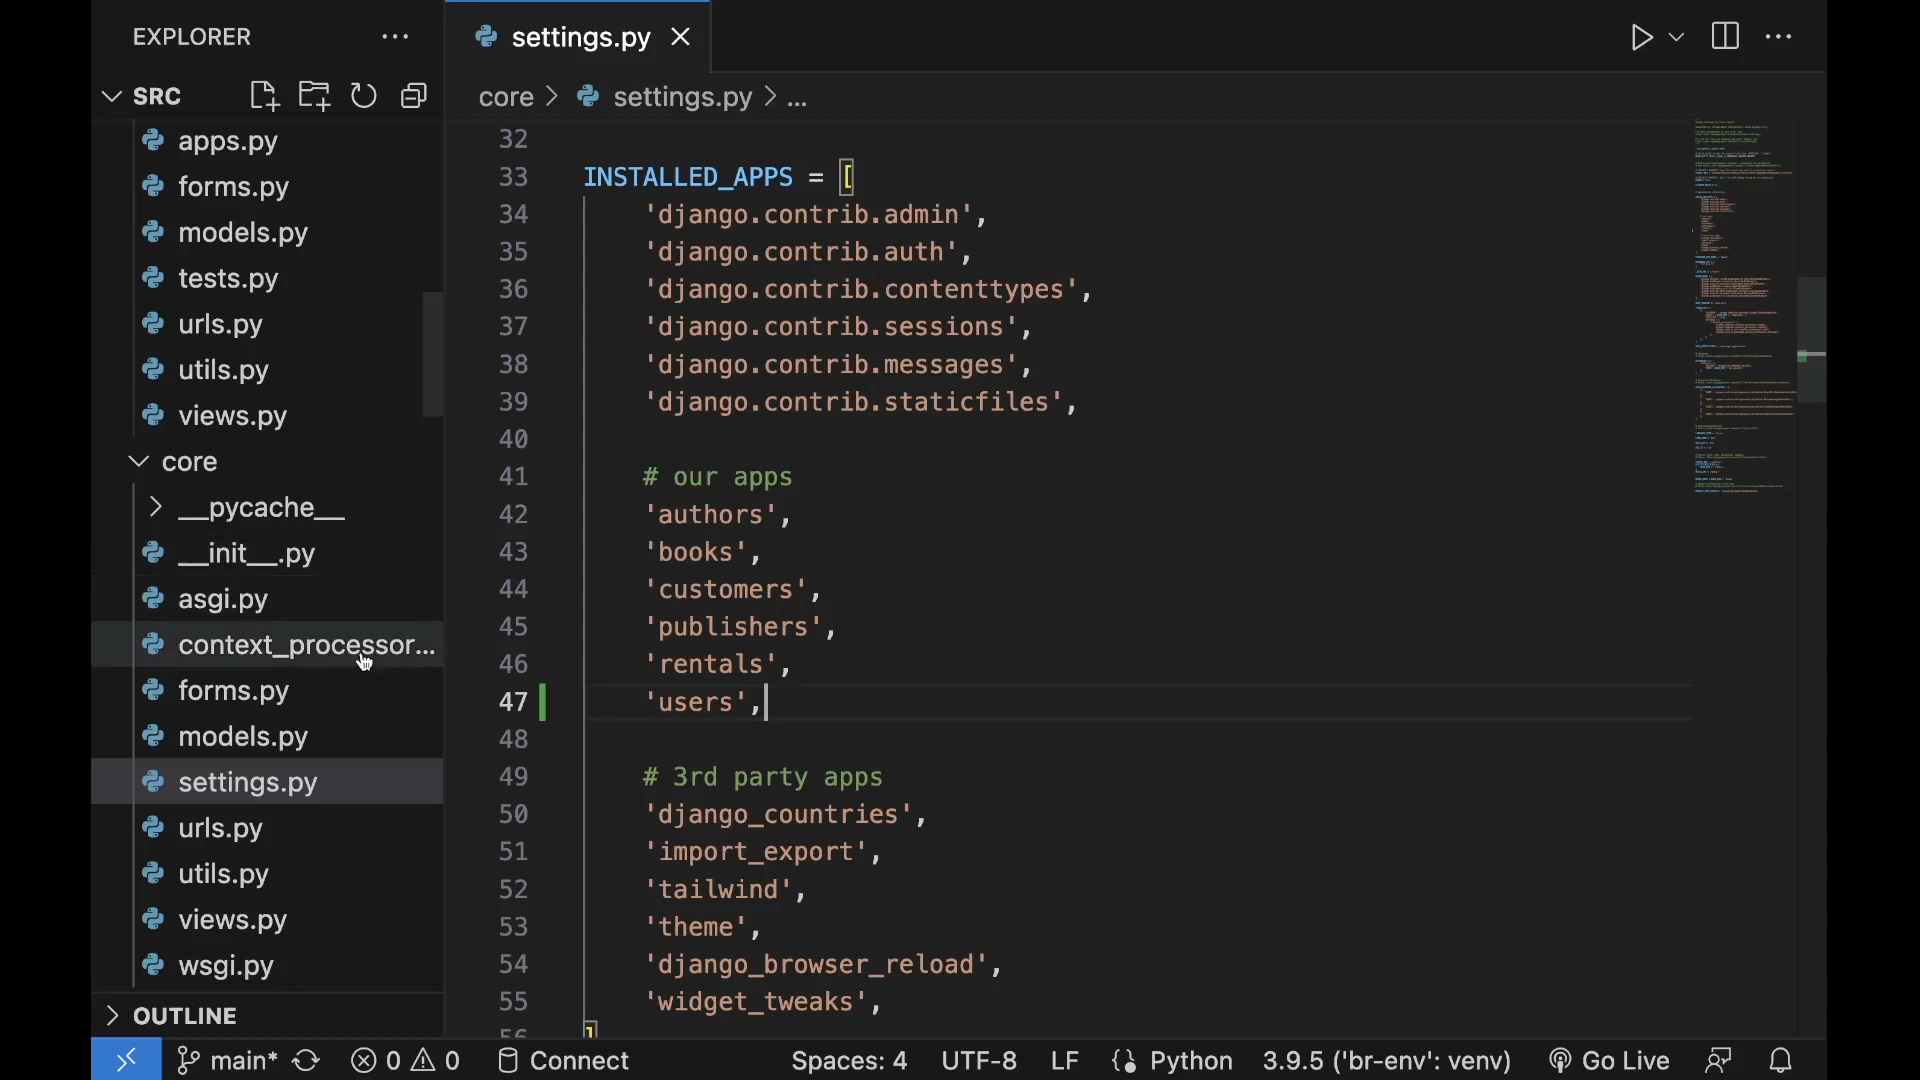 EXPLORER
SRC
apps.py
forms.py
models.py
tests.py
urls.py
utils.py
views.py
core
__pycache__
__init__.py
asgi.py
context_processor...
forms.py
models.py
settings.py
urls.py
utils.py
views.py
wsgi.py
OUTLINE
settings.py
core > settings.py > ...
32
33 INSTALLED_APPS = [
34 'django.contrib.admin',
35 'django.contrib.auth',
36 'django.contrib.contenttypes',
37 'django.contrib.sessions',
38 'django.contrib.messages',
39 'django.contrib.staticfiles',
40
41 # our apps
42 'authors',
43 'books',
44 'customers',
45 'publishers',
46 'rentals',
47 'users',
48
49 # 3rd party apps
50 'django_countries',
51 'import_export',
52 'tailwind',
53 'theme',
54 'django_browser_reload',
55 'widget_tweaks',
56 ]
main* 0 0 Connect Spaces: 4 UTF-8 LF Python 3.9.5 ('br-env': venv) Go Live